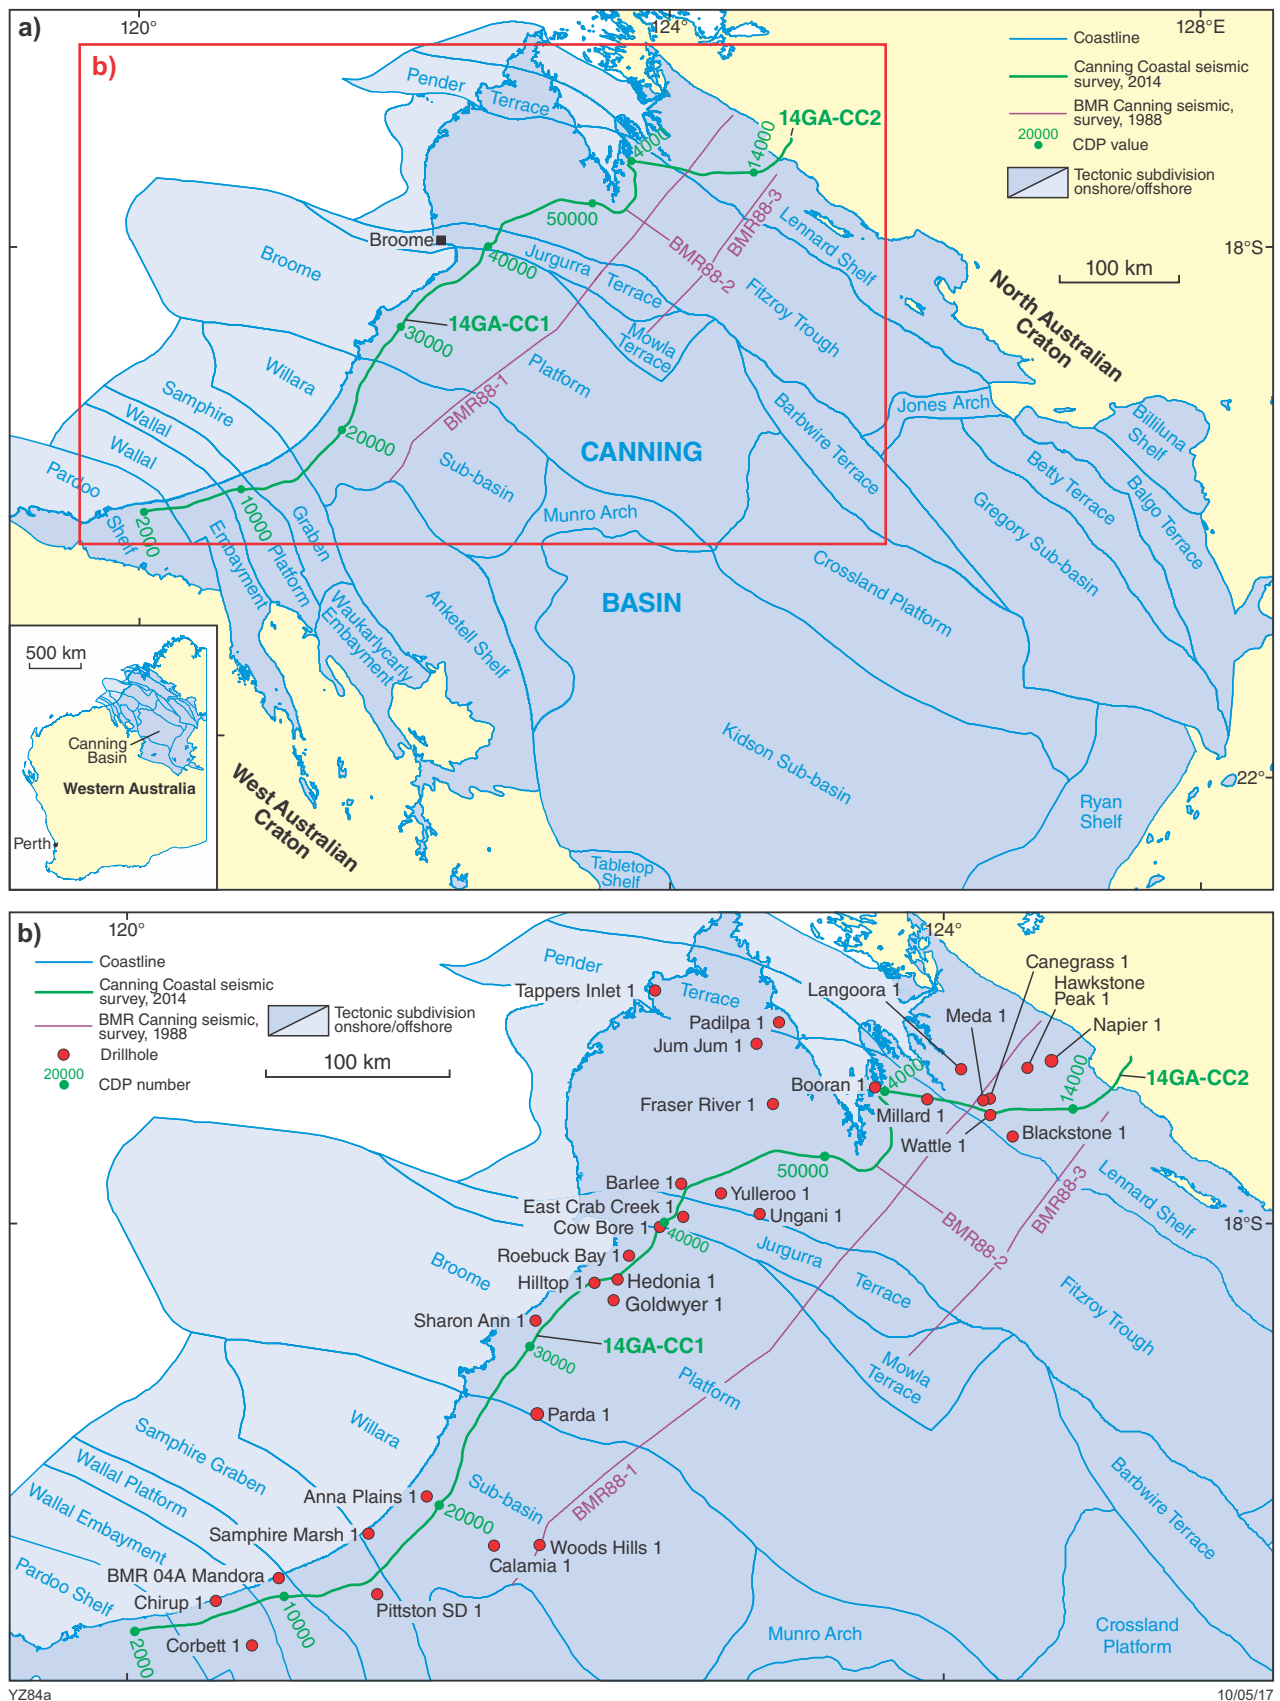 a)
120°
124°
128°E
b)
Coastline
Canning Coastal seismic
survey, 2014
BMR Canning seismic,
survey, 1988
20000
CDP value
Tectonic subdivision
onshore/offshore
100 km
18°S
22°
Pender
Terrace
4000
14000
14GA-CC2
50000
BMR88-3
BMR88-2
Lennard Shelf
Broome
Broome
40000
Jurgurra
Terrace
Fitzroy Trough
North Australian
Craton
14GA-CC1
30000
Mowla
Terrace
Willara
Platform
BMR88-1
Samphire
Wallal
Wallal
Pardoo
Shelf
20000
CANNING
Barbwire Terrace
Jones Arch
Billiluna
Shelf
Betty Terrace
Balgo Terrace
Gregory Sub-basin
Sub-basin
Munro Arch
2000
10000
Graben
Platform
Embayment
Crossland Platform
BASIN
Waukarlycarly
Embayment
Anketell Shelf
Kidson Sub-basin
Ryan
Shelf
West Australian
Craton
Tabletop
Shelf
500 km
Canning
Basin
Western Australia
Perth
b)
120°
124°
Coastline
Canning Coastal seismic
survey, 2014
BMR Canning seismic,
survey, 1988
Drillhole
20000
CDP number
Tectonic subdivision
onshore/offshore
100 km
18°S
Pender
Terrace
Tappers Inlet 1
Padilpa 1
Jum Jum 1
Fraser River 1
Booran 1
Langoora 1
Meda 1
Canegrass 1
Hawkstone
Peak 1
Napier 1
4000
14000
14GA-CC2
Millard 1
Wattle 1
Blackstone 1
50000
Barlee 1
Yulleroo 1
East Crab Creek 1
Ungani 1
Cow Bore 1
40000
Jurgurra
Terrace
BMR88-2
BMR88-3
Lennard Shelf
Roebuck Bay 1
Broome
Hilltop 1
Hedonia 1
Goldwyer 1
Fitzroy Trough
Sharon Ann 1
14GA-CC1
30000
Mowla
Terrace
Platform
Parda 1
Willara
Samphire Graben
Wallal Platform
Wallal Embayment
Pardoo Shelf
Sub-basin
BMR88-1
Barbwire Terrace
Anna Plains 1
20000
Samphire Marsh 1
Woods Hills 1
Calamia 1
BMR 04A Mandora
Chirup 1
10000
Pittston SD 1
2000
Corbett 1
Munro Arch
Crossland
Platform
YZ84a
10/05/17